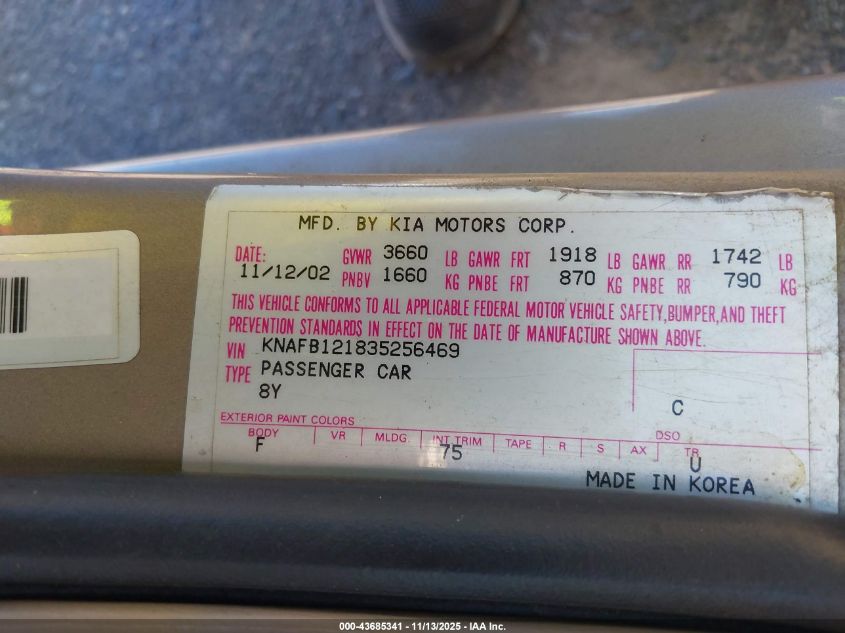 MFD. BY KIA MOTORS CORP.
DATE: GVWR 3660 LB GAWR FRT 1918 LB GAWR RR 1742 LB
11/12/02 PNBV 1660 KG PNBE FRT 870 KG PNBE RR 790 KG
THIS VEHICLE CONFORMS TO ALL APPLICABLE FEDERAL MOTOR VEHICLE SAFETY,BUMPER,AND THEFT
PREVENTION STANDARDS IN EFFECT ON THE DATE OF MANUFACTURE SHOWN ABOVE.
VIN KNAFB121835256469
TYPE PASSENGER CAR
8Y
C
EXTERIOR PAINT COLORS
DSO
BODY VR MLDG INT TRIM TAPE R S AX TR
F 75 U
MADE IN KOREA
000-43685341 - 11/13/2025 - IAA Inc.